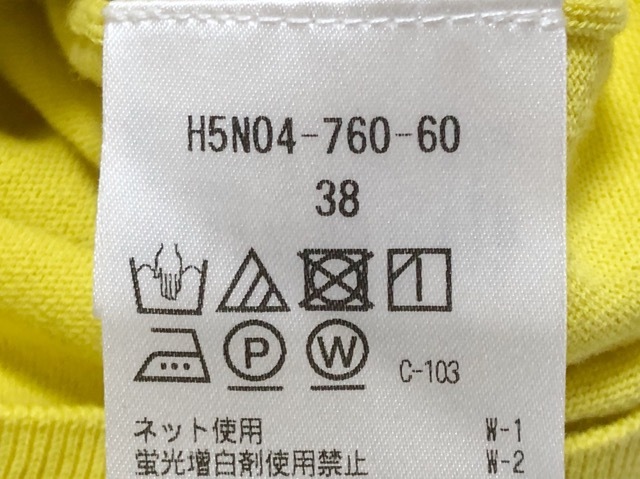 H5N04-760-60
38
P W C-103
ネット使用 W-1
蛍光増白剤使用禁止 W-2